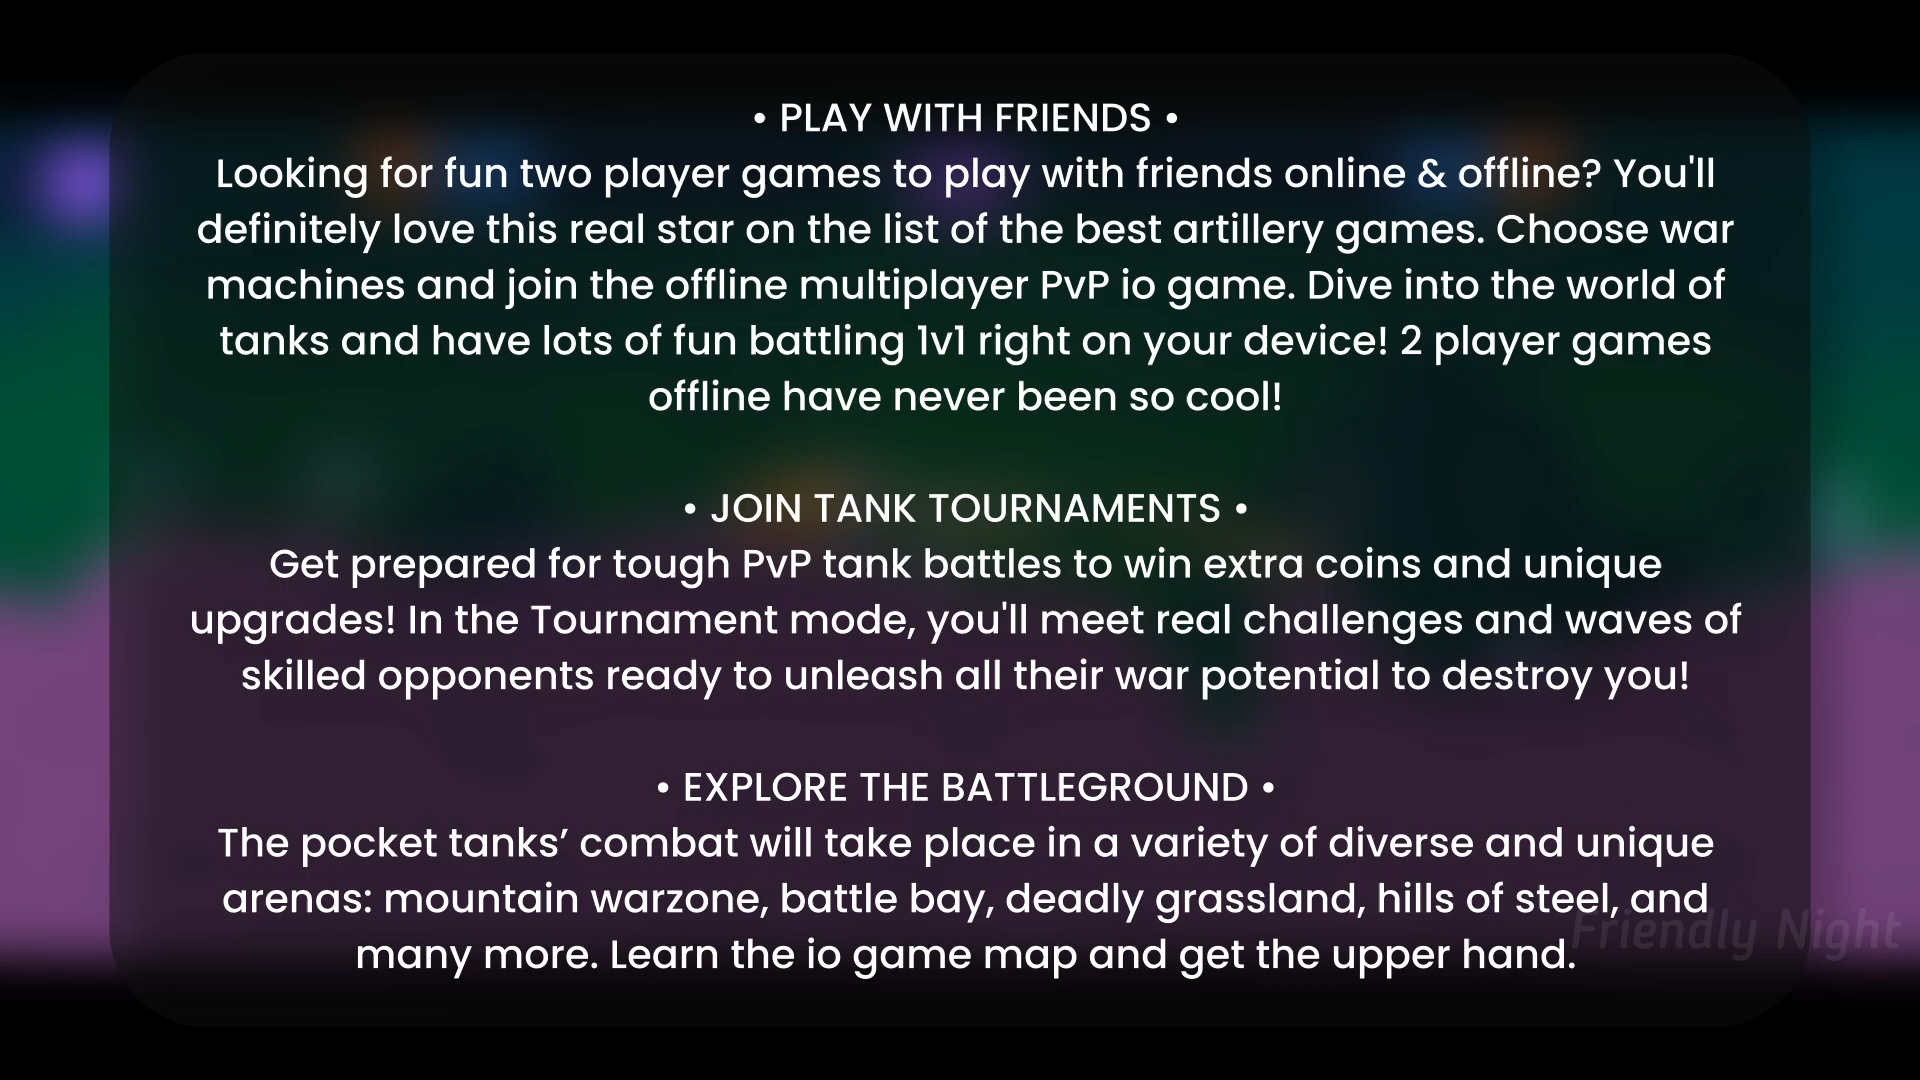 • PLAY WITH FRIENDS •
Looking for fun two player games to play with friends online & offline? You'll
definitely love this real star on the list of the best artillery games. Choose war
machines and join the offline multiplayer PvP io game. Dive into the world of
tanks and have lots of fun battling 1v1 right on your device! 2 player games
offline have never been so cool!
• JOIN TANK TOURNAMENTS •
Get prepared for tough PvP tank battles to win extra coins and unique
upgrades! In the Tournament mode, you'll meet real challenges and waves of
skilled opponents ready to unleash all their war potential to destroy you!
• EXPLORE THE BATTLEGROUND •
The pocket tanks’ combat will take place in a variety of diverse and unique
arenas: mountain warzone, battle bay, deadly grassland, hills of steel, and
many more. Learn the io game map and get the upper hand.
Friendly Night